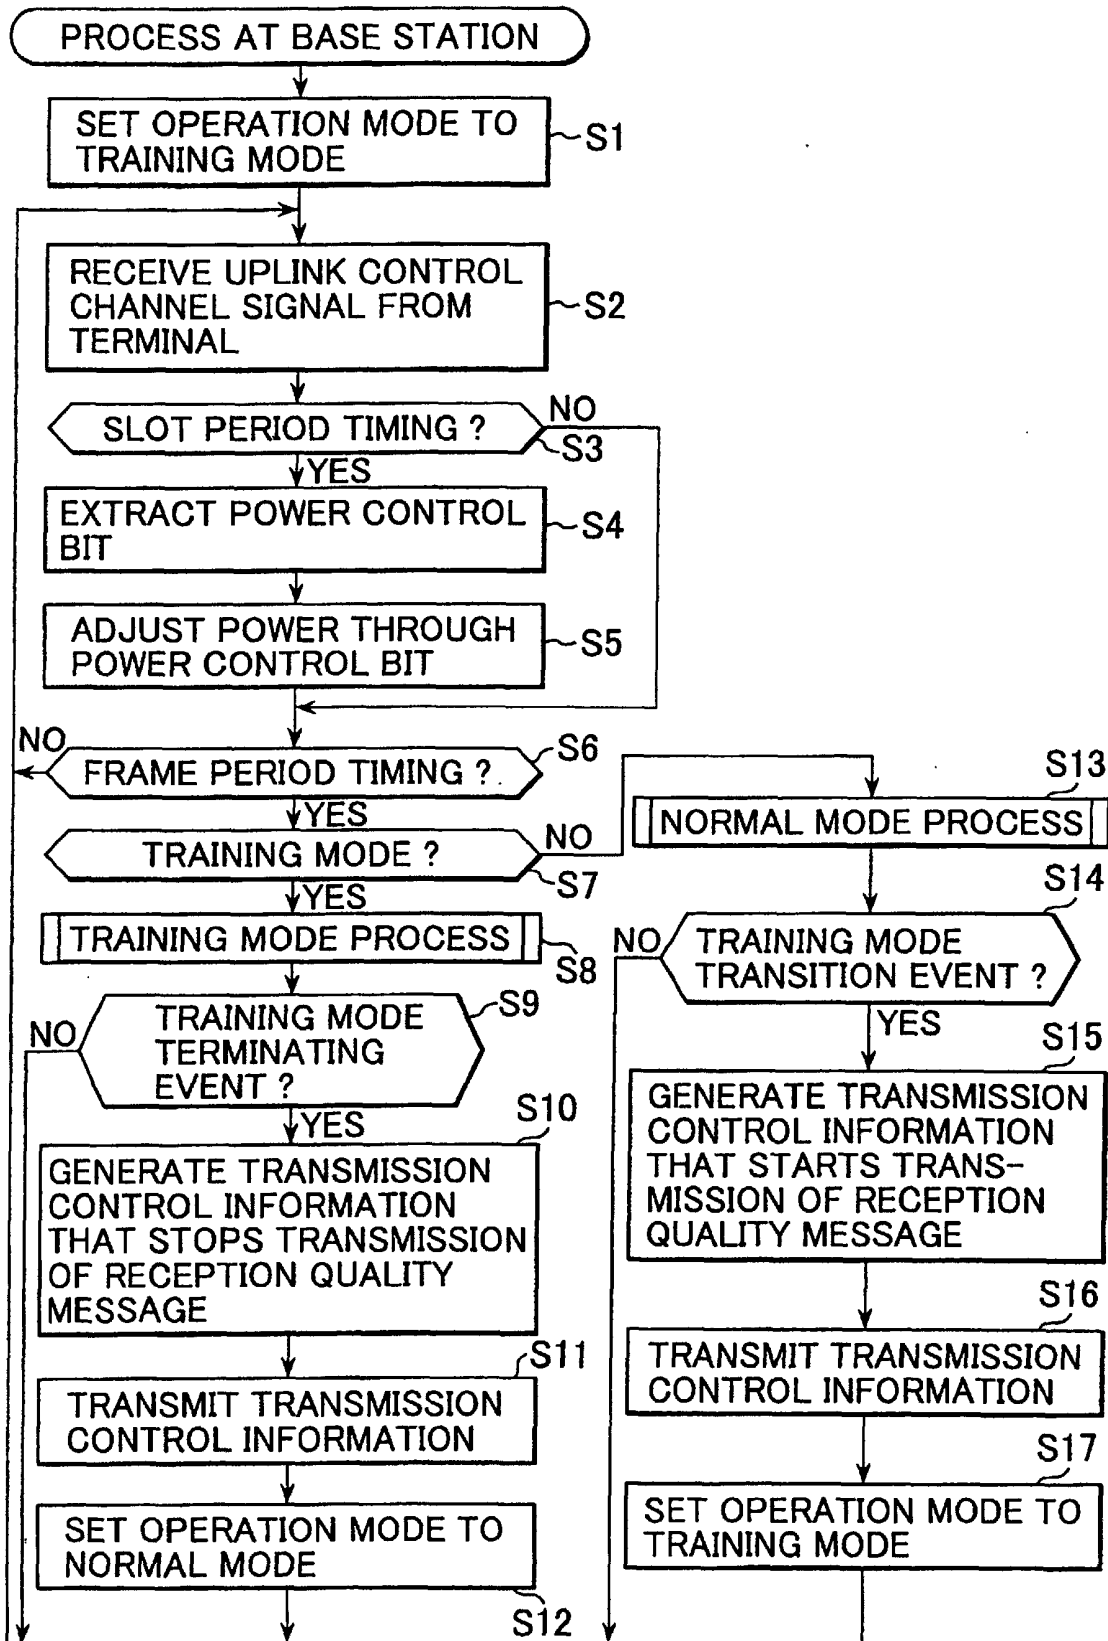 PROCESS AT BASE STATION
SET OPERATION MODE TO
TRAINING MODE
S1
RECEIVE UPLINK CONTROL
CHANNEL SIGNAL FROM
TERMINAL
S2
SLOT PERIOD TIMING ?
NO
S3
YES
EXTRACT POWER CONTROL
BIT
S4
ADJUST POWER THROUGH
POWER CONTROL BIT
S5
NO
FRAME PERIOD TIMING ?
S6
YES
TRAINING MODE ?
NO
S7
YES
TRAINING MODE PROCESS
S8
TRAINING MODE
TERMINATING
EVENT ?
S9
NO
YES
S10
GENERATE TRANSMISSION
CONTROL INFORMATION
THAT STOPS TRANSMISSION
OF RECEPTION QUALITY
MESSAGE
S11
TRANSMIT TRANSMISSION
CONTROL INFORMATION
SET OPERATION MODE TO
NORMAL MODE
S12
S13
NORMAL MODE PROCESS
S14
NO
TRAINING MODE
TRANSITION EVENT ?
YES
S15
GENERATE TRANSMISSION
CONTROL INFORMATION
THAT STARTS TRANS-
MISSION OF RECEPTION
QUALITY MESSAGE
S16
TRANSMIT TRANSMISSION
CONTROL INFORMATION
S17
SET OPERATION MODE TO
TRAINING MODE